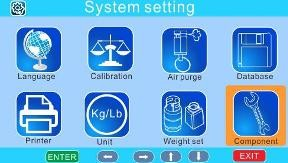 System setting
Language Calibration Air purge Database
Kg/Lb
Printer Unit Weight set Component
ENTER EXIT